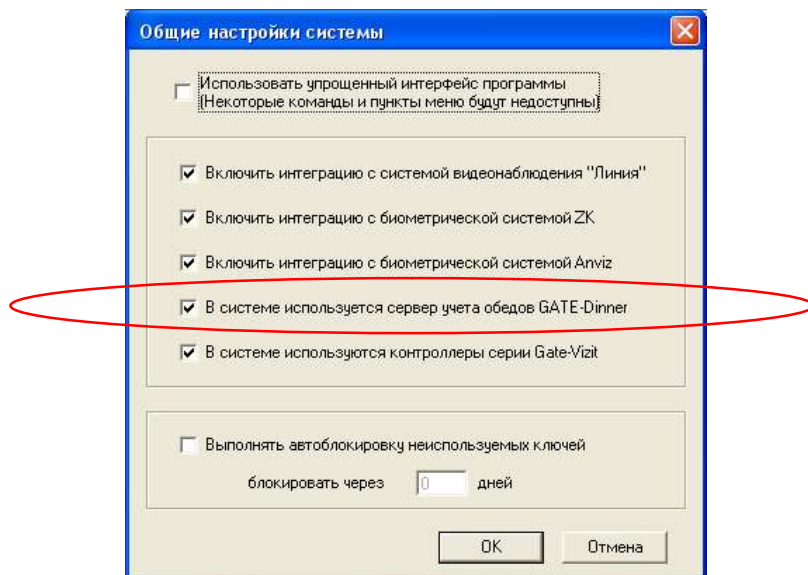 Общие настройки системы
Использовать упрощенный интерфейс программы
(Некоторые команды и пункты меню будут недоступны)
Включить интеграцию с системой видеонаблюдения "Линия"
Включить интеграцию с биометрической системой ZK
Включить интеграцию с биометрической системой Anviz
В системе используется сервер учета обедов GATE-Dinner
В системе используются контроллеры серии Gate-Vizit
Выполнять автоблокировку неиспользуемых ключей
блокировать через 0 дней
OK Отмена